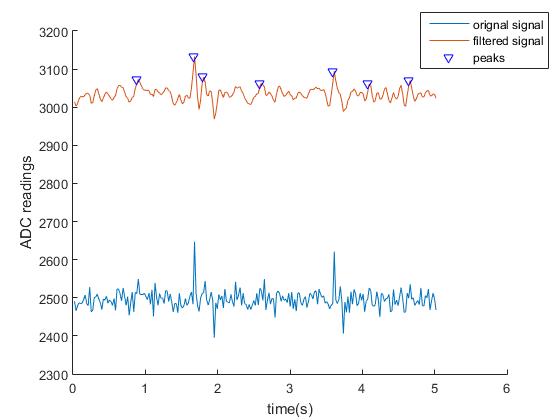 orignal signal
filtered signal
peaks
3200
3100
3000
2900
2800
2700
2600
2500
2400
2300
ADC readings
0 1 2 3 4 5 6
time(s)